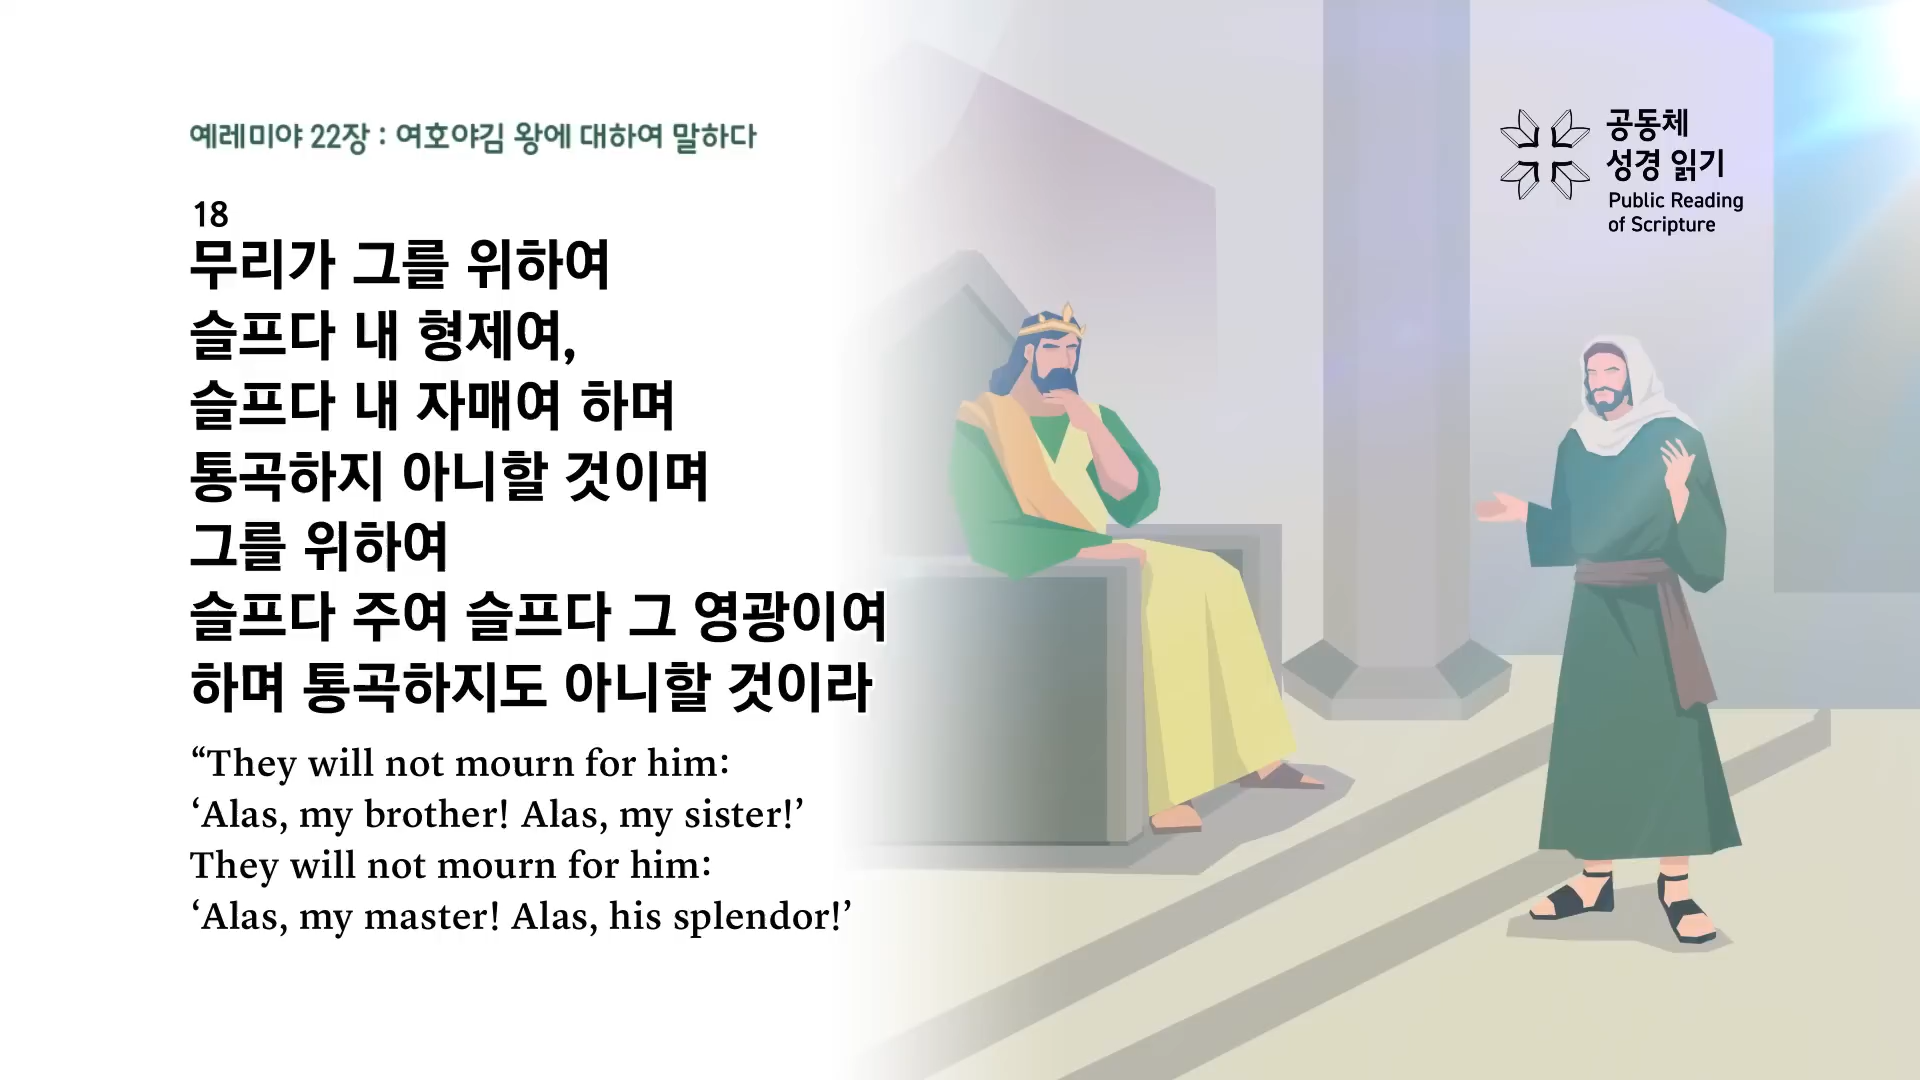 예레미야 22장 : 여호야김 왕에 대하여 말하다
18
무리가 그를 위하여
슬프다 내 형제여,
슬프다 내 자매여 하며
통곡하지 아니할 것이며
그를 위하여
슬프다 주여 슬프다 그 영광이여
하며 통곡하지도 아니할 것이라
“They will not mourn for him:
‘Alas, my brother! Alas, my sister!’
They will not mourn for him:
‘Alas, my master! Alas, his splendor!’
공동체
성경 읽기
Public Reading
of Scripture